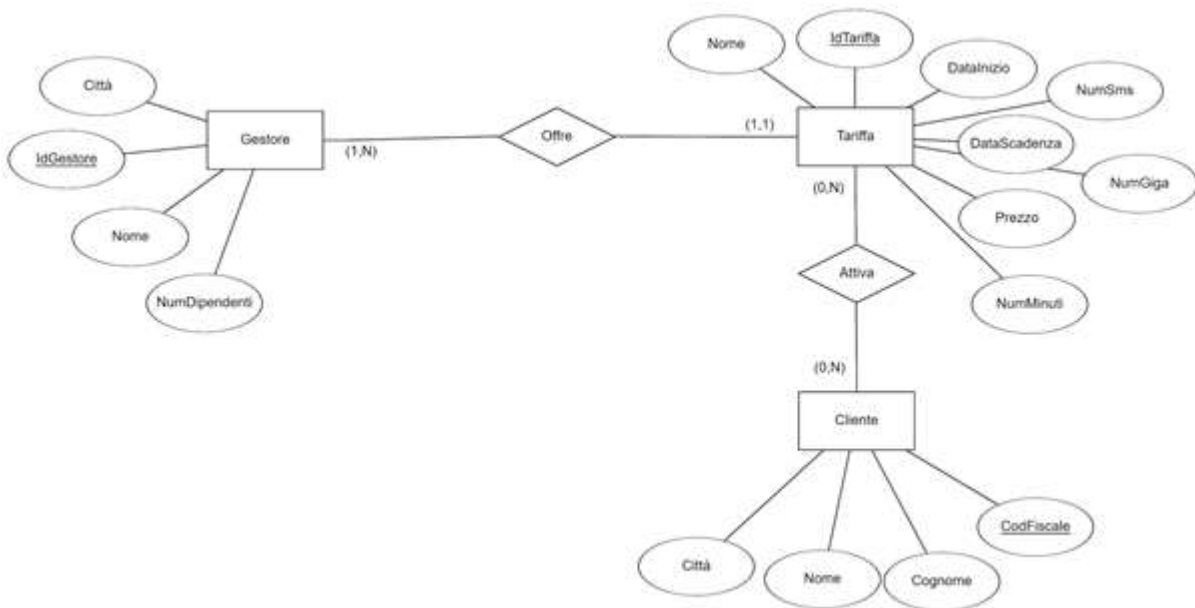 Nome
IdTariffa
DataInizio
NumSms
DataScadenza
NumGiga
Prezzo
NumMinuti
Città
IdGestore
Nome
NumDipendenti
Gestore
(1,N)
Offre
(1,1)
Tariffa
(0,N)
Attiva
(0,N)
Cliente
Città
Nome
Cognome
CodFiscale